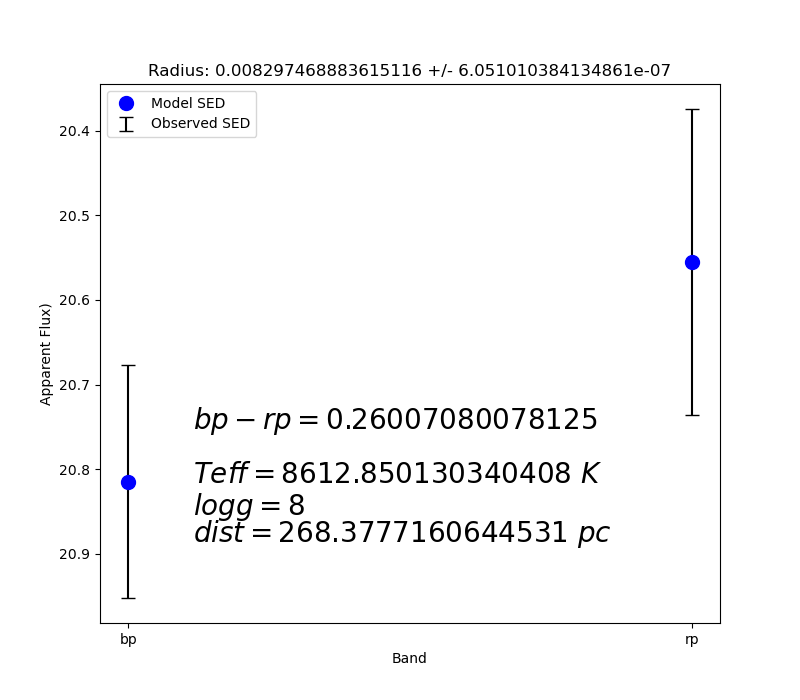 Radius: 0.008297468883615116 +/- 6.051010384134861e-07
Model SED
Observed SED
20.4
20.5
20.6
20.7
20.8
20.9
Apparent Flux)
bp − rp = 0.26007080078125
Teff = 8612.850130340408 K
logg = 8
dist = 268.3777160644531 pc
bp
rp
Band